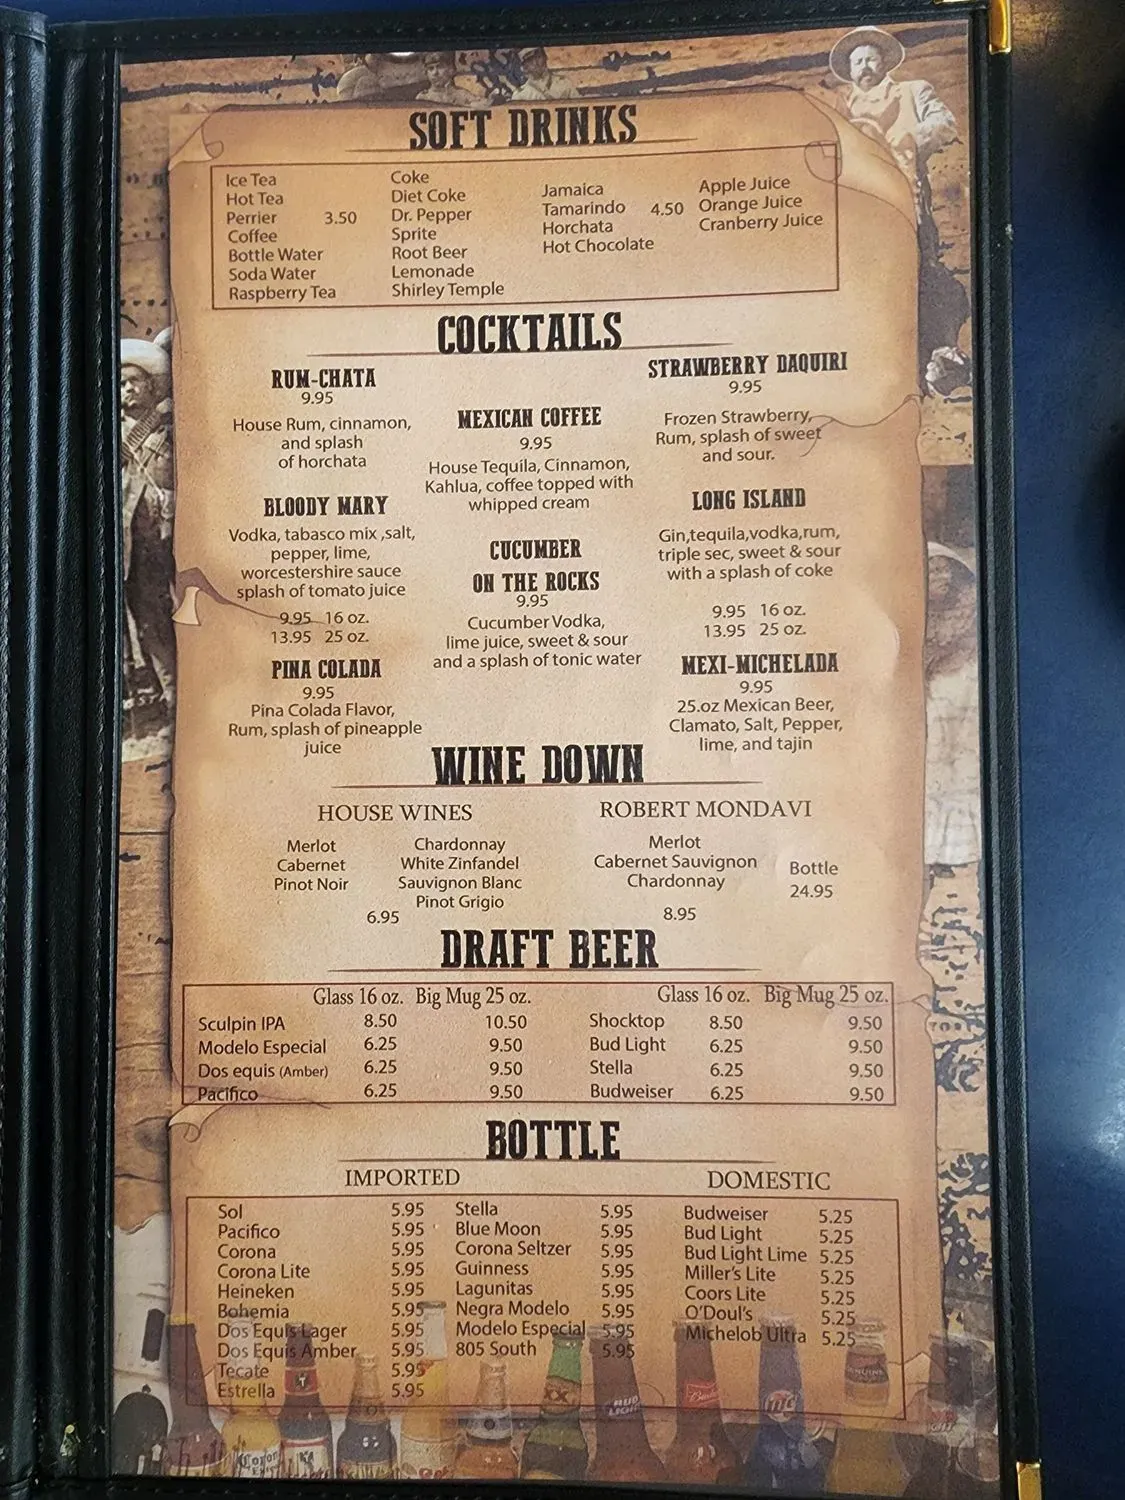 SOFT DRINKS
Ice Tea
Hot Tea
Perrier 3.50
Coffee
Bottle Water
Soda Water
Raspberry Tea
Coke
Diet Coke
Dr. Pepper
Sprite
Root Beer
Lemonade
Shirley Temple
Jamaica
Tamarindo 4.50
Horchata
Hot Chocolate
Apple Juice
Orange Juice
Cranberry Juice
COCKTAILS
RUM-CHATA
9.95
House Rum, cinnamon,
and splash
of horchata
BLOODY MARY
Vodka, tabasco mix ,salt,
pepper, lime,
worcestershire sauce
splash of tomato juice
9.95 16 oz.
13.95 25 oz.
PINA COLADA
9.95
Pina Colada Flavor,
Rum, splash of pineapple
juice
MEXICAN COFFEE
9.95
House Tequila, Cinnamon,
Kahlua, coffee topped with
whipped cream
CUCUMBER
ON THE ROCKS
9.95
Cucumber Vodka,
lime juice, sweet & sour
and a splash of tonic water
STRAWBERRY DAQUIRI
9.95
Frozen Strawberry,
Rum, splash of sweet
and sour.
LONG ISLAND
Gin,tequila,vodka,rum,
triple sec, sweet & sour
with a splash of coke
9.95 16 oz.
13.95 25 oz.
MEXI-MICHELADA
9.95
25.oz Mexican Beer,
Clamato, Salt, Pepper,
lime, and tajin
WINE DOWN
HOUSE WINES
Merlot
Cabernet
Pinot Noir
Chardonnay
White Zinfandel
Sauvignon Blanc
Pinot Grigio
6.95
ROBERT MONDAVI
Merlot
Cabernet Sauvignon
Chardonnay
8.95
Bottle
24.95
DRAFT BEER
Glass 16 oz. Big Mug 25 oz.
Sculpin IPA 8.50 10.50
Modelo Especial 6.25 9.50
Dos equis (Amber) 6.25 9.50
Pacifico 6.25 9.50
Glass 16 oz. Big Mug 25 oz.
Shocktop 8.50 9.50
Bud Light 6.25 9.50
Stella 6.25 9.50
Budweiser 6.25 9.50
BOTTLE
IMPORTED
Sol 5.95
Pacifico 5.95
Corona 5.95
Corona Lite 5.95
Heineken 5.95
Bohemia 5.95
Dos Equis Lager 5.95
Dos Equis Amber 5.95
Tecate 5.95
Estrella 5.95
Stella 5.95
Blue Moon 5.95
Corona Seltzer 5.95
Guinness 5.95
Lagunitas 5.95
Negra Modelo 5.95
Modelo Especial 5.95
805 South 5.95
DOMESTIC
Budweiser 5.25
Bud Light 5.25
Bud Light Lime 5.25
Miller's Lite 5.25
Coors Lite 5.25
O'Doul's 5.25
Michelob Ultra 5.25
XX
BUD
LIGHT